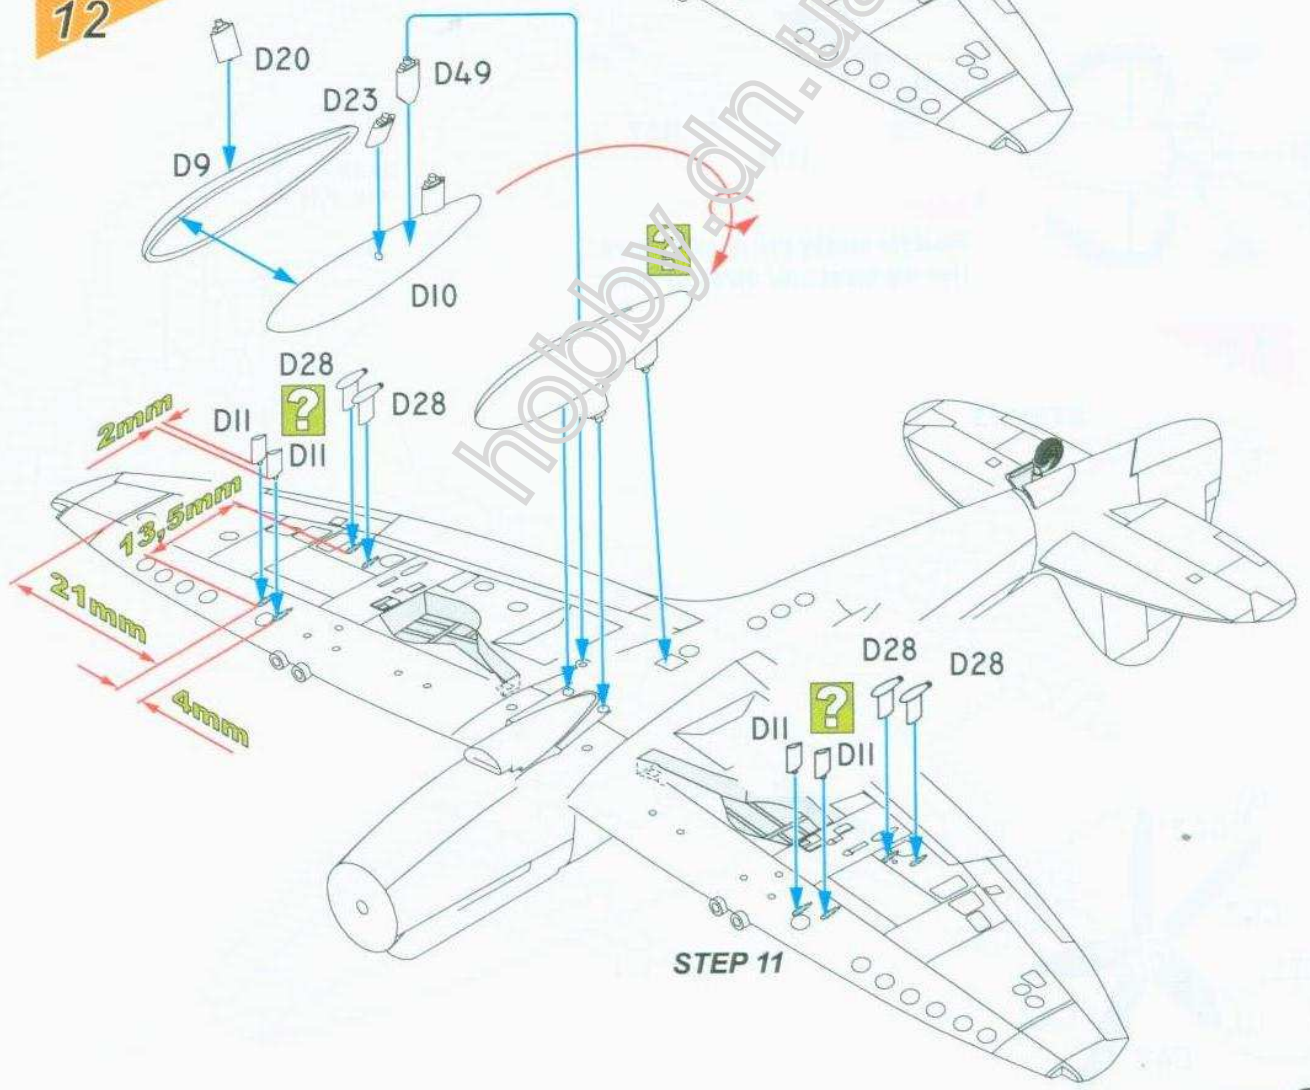 12
D20
D49
D23
D9
D10
hobby.dn.ua
D28
?
D28
2mm
D11
D11
13,5mm
21mm
4mm
D28
D28
?
D11
D11
?
STEP 11